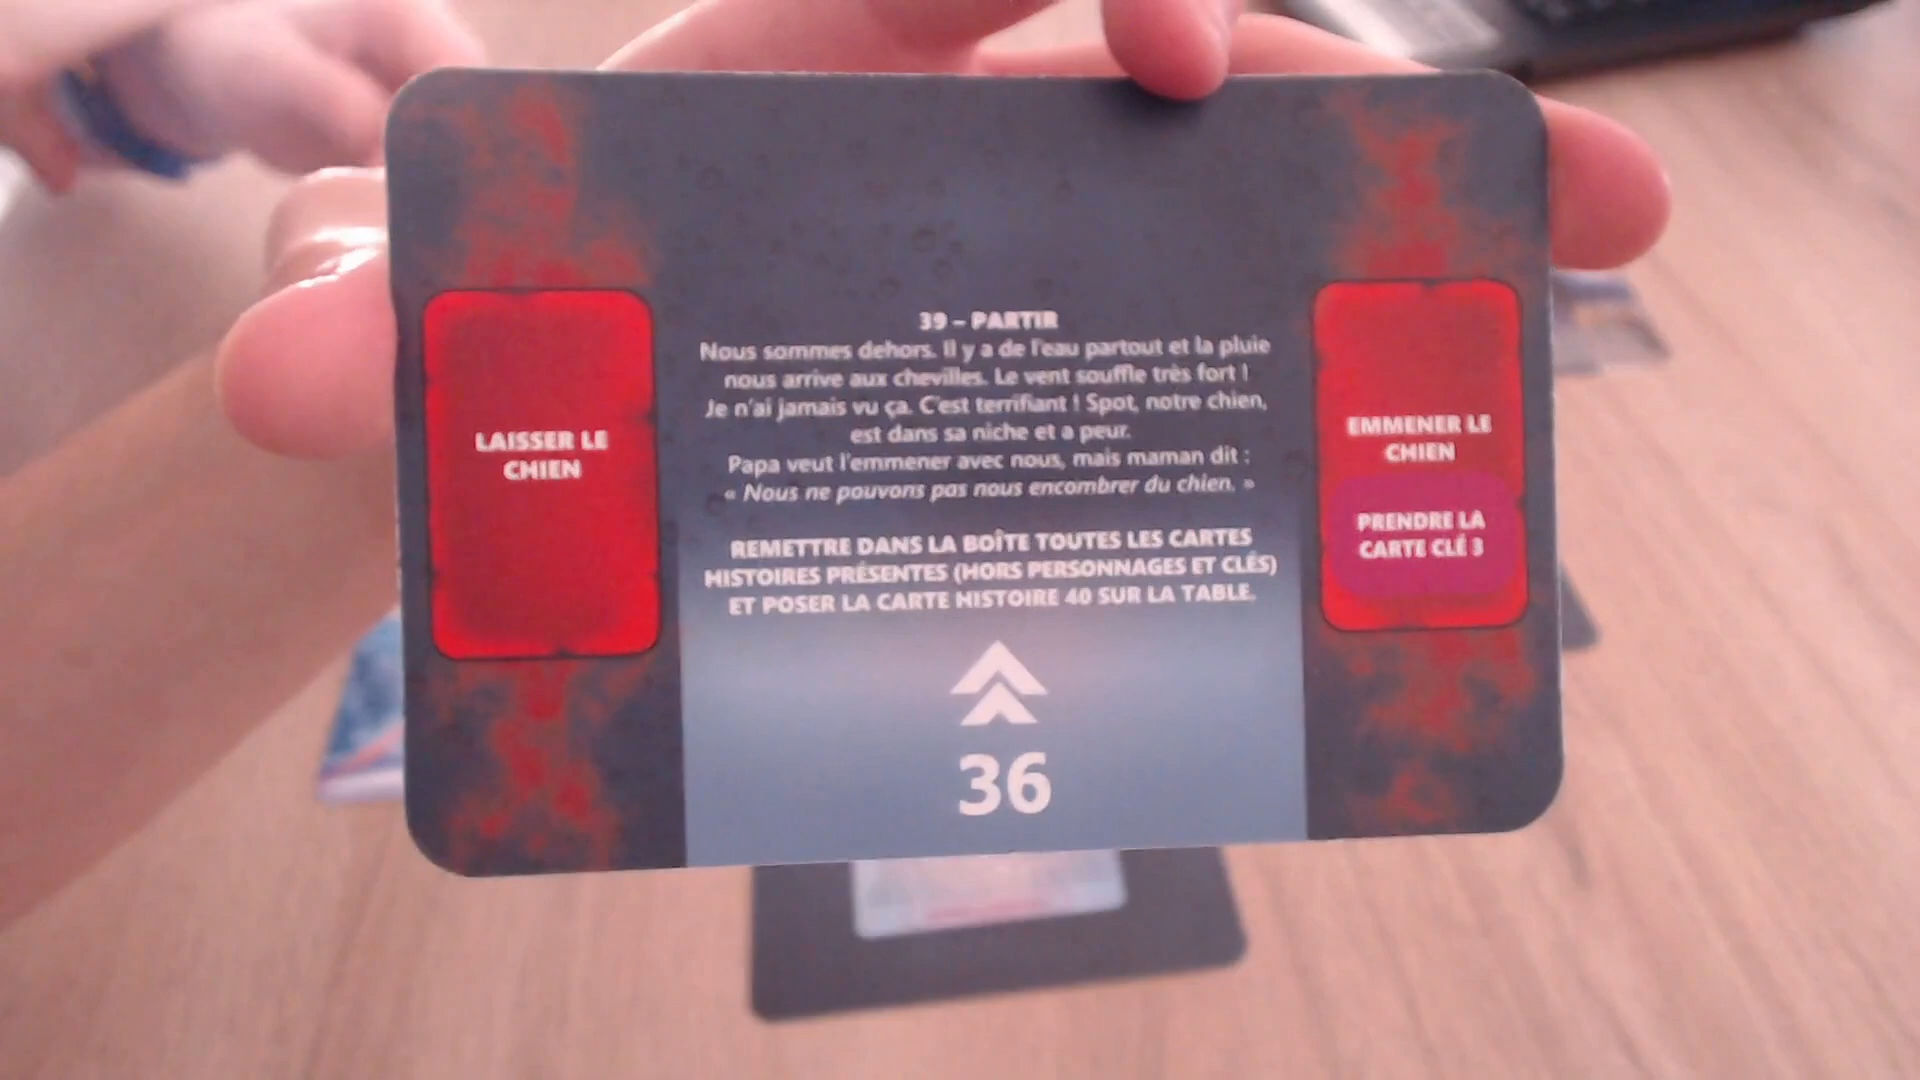 LAISSER LE
CHIEN
39 – PARTIR
Nous sommes dehors. Il y a de l'eau partout et la pluie
nous arrive aux chevilles. Le vent souffle très fort !
Je n'ai jamais vu ça. C'est terrifiant ! Spot, notre chien,
est dans sa niche et a peur.
Papa veut l'emmener avec nous, mais maman dit :
« Nous ne pouvons pas nous encombrer du chien. »
REMETTRE DANS LA BOÎTE TOUTES LES CARTES
HISTOIRES PRÉSENTES (HORS PERSONNAGES ET CLÉS)
ET POSER LA CARTE HISTOIRE 40 SUR LA TABLE.
36
EMMENER LE
CHIEN
PRENDRE LA
CARTE CLÉ 3